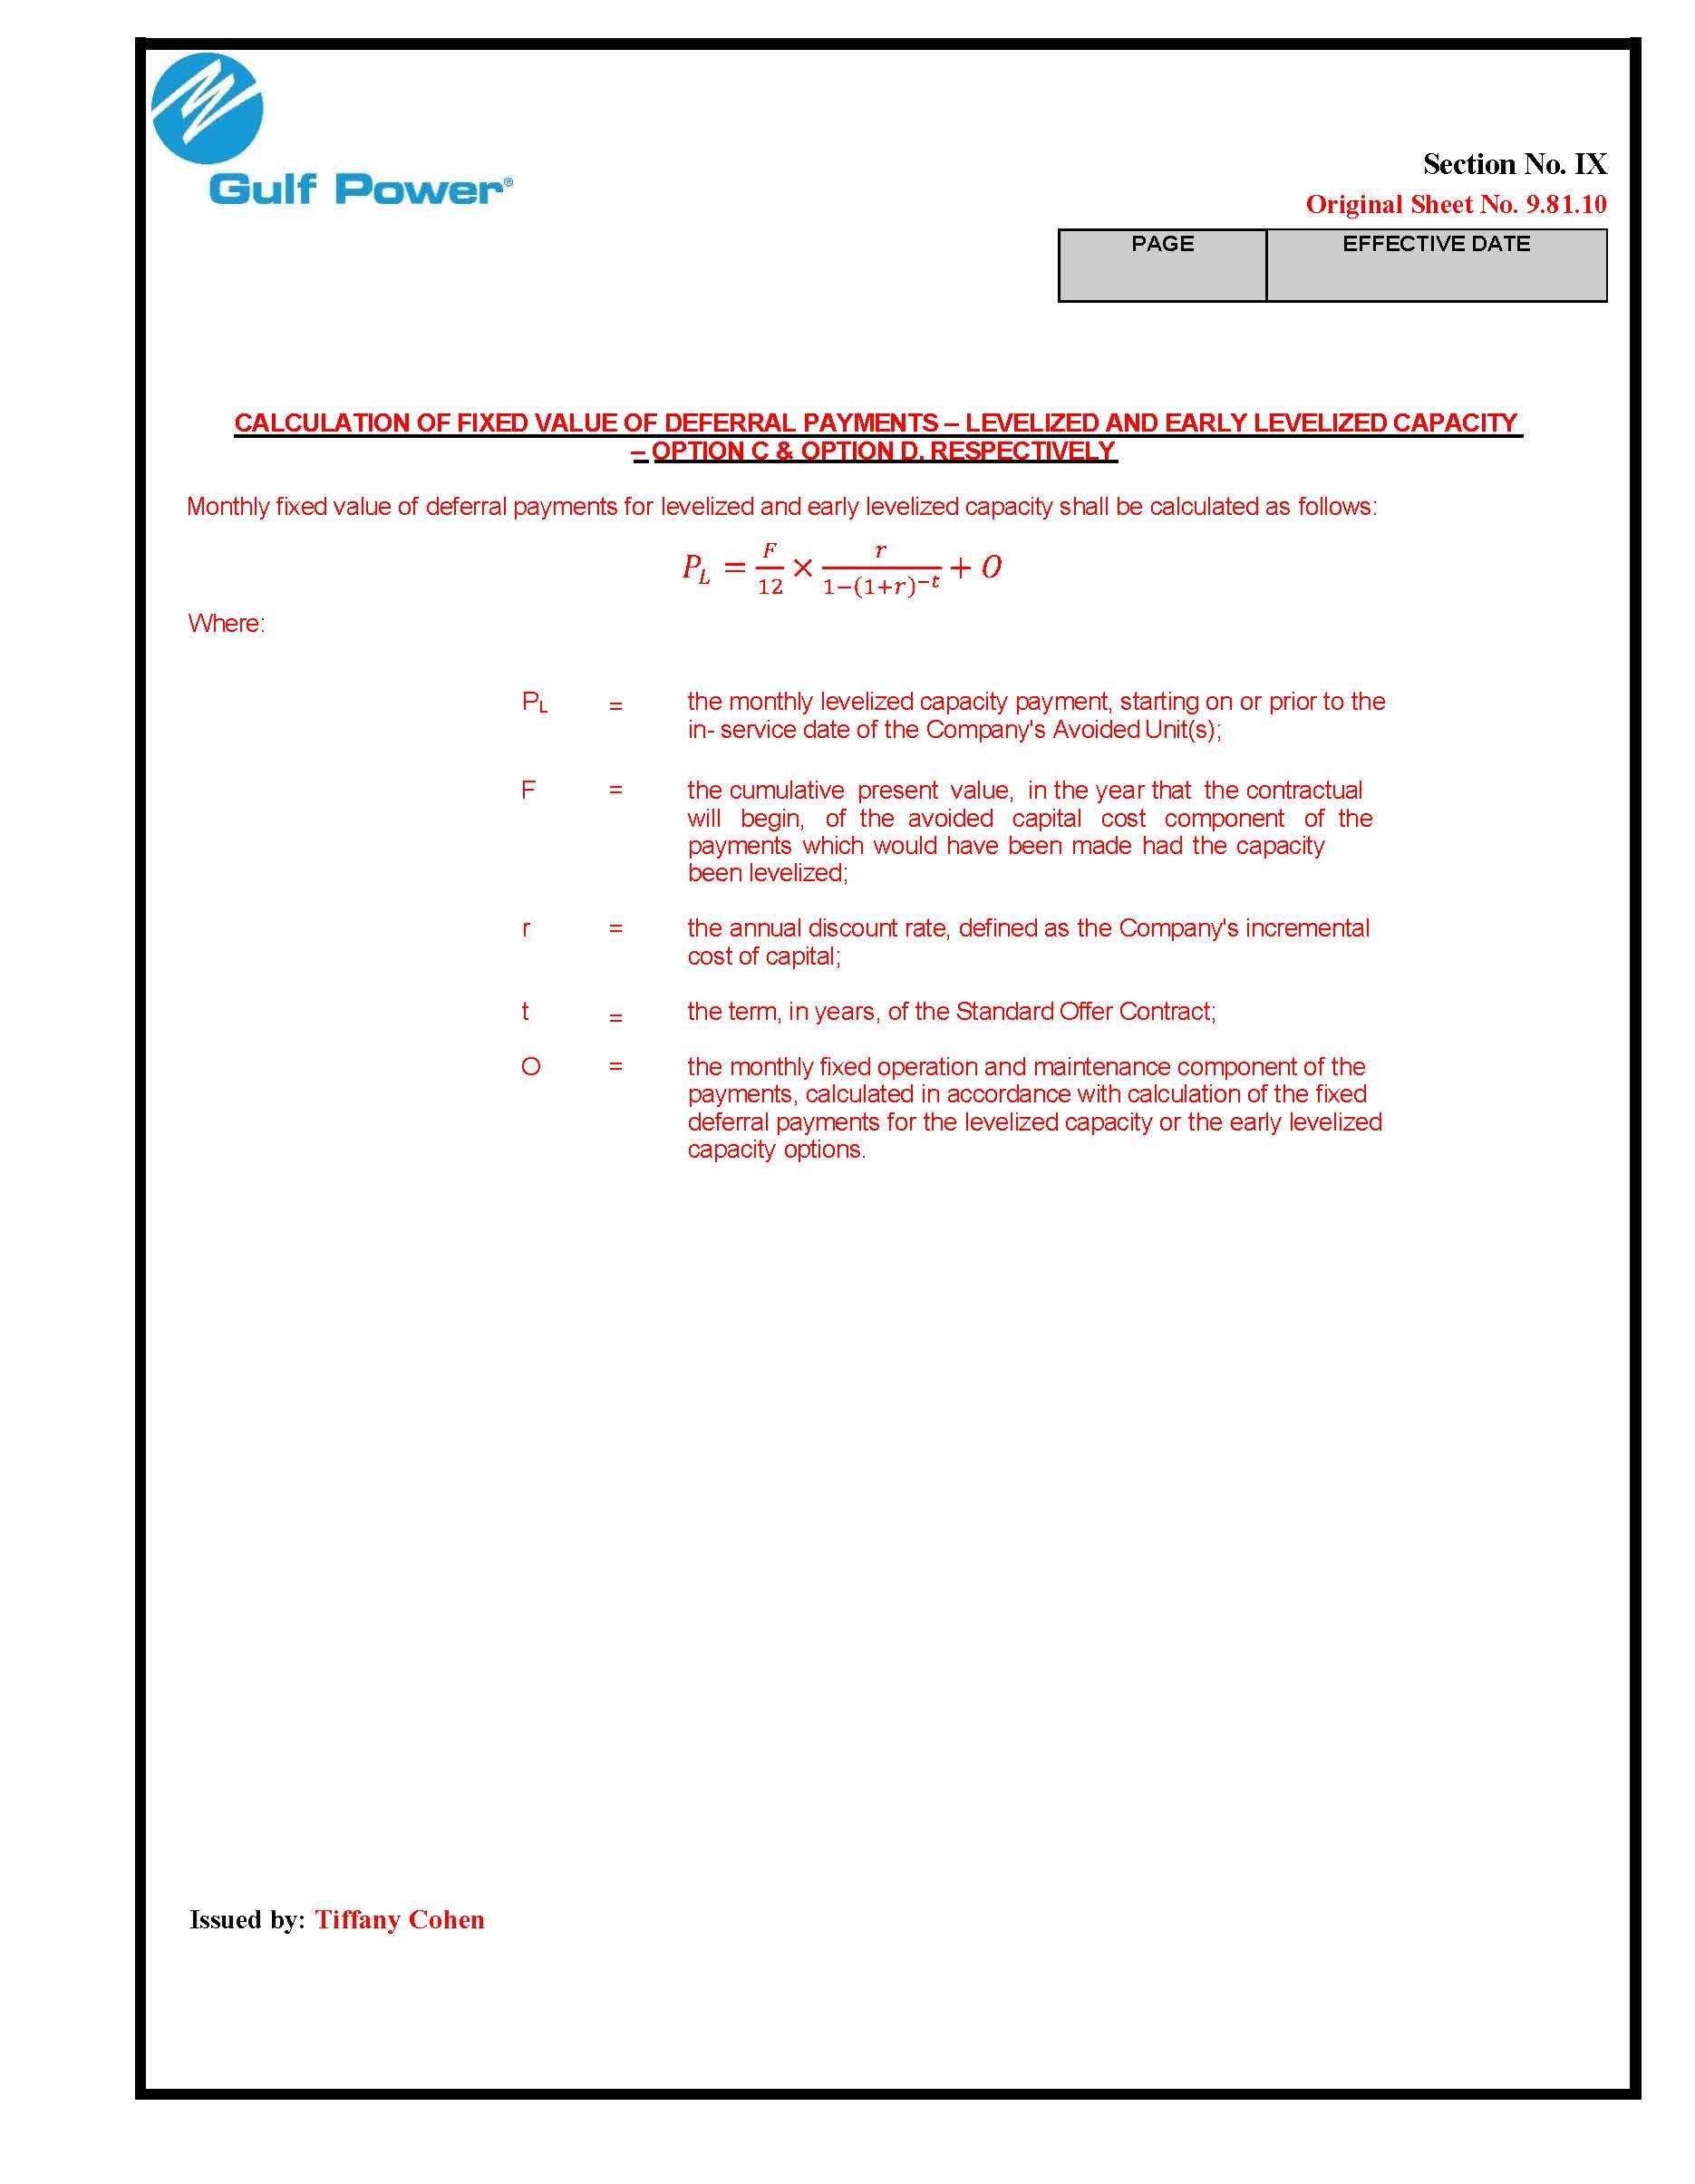 Gulf Power®
Section No. IX
Original Sheet No. 9.81.10
PAGE EFFECTIVE DATE
CALCULATION OF FIXED VALUE OF DEFERRAL PAYMENTS – LEVELIZED AND EARLY LEVELIZED CAPACITY
– OPTION C & OPTION D, RESPECTIVELY
Monthly fixed value of deferral payments for levelized and early levelized capacity shall be calculated as follows:
P_L = F/12 × r/(1−(1+r)^−t) + O
Where:
P_L = the monthly levelized capacity payment, starting on or prior to the
in- service date of the Company's Avoided Unit(s);
F = the cumulative present value, in the year that the contractual
will begin, of the avoided capital cost component of the
payments which would have been made had the capacity
been levelized;
r = the annual discount rate, defined as the Company's incremental
cost of capital;
t = the term, in years, of the Standard Offer Contract;
O = the monthly fixed operation and maintenance component of the
payments, calculated in accordance with calculation of the fixed
deferral payments for the levelized capacity or the early levelized
capacity options.
Issued by: Tiffany Cohen